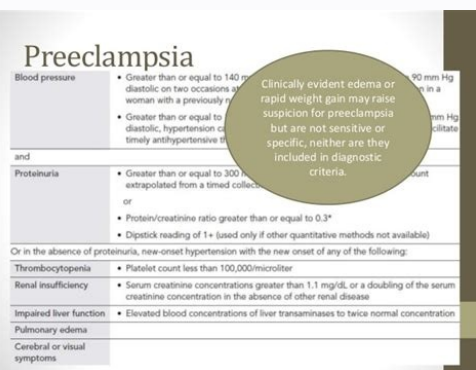 Preeclampsia
Blood pressure
• Greater than or equal to 140 m
90 mm Hg
diastolic on two occasions a
n in a
woman with a previously n
• Greater than or equal to
mm Hg
diastolic, hypertension c
cilitate
timely antihypertensive th
Clinically evident edema or
rapid weight gain may raise
suspicion for preeclampsia
but are not sensitive or
specific, neither are they
included in diagnostic
criteria.
and
Proteinuria
• Greater than or equal to 300
unt
extrapolated from a timed collec
or
• Protein/creatinine ratio greater than or equal to 0.3*
• Dipstick reading of 1+ (used only if other quantitative methods not available)
Or in the absence of proteinuria, new-onset hypertension with the new onset of any of the following:
Thrombocytopenia
• Platelet count less than 100,000/microliter
Renal insufficiency
• Serum creatinine concentrations greater than 1.1 mg/dL or a doubling of the serum
creatinine concentration in the absence of other renal disease
Impaired liver function
• Elevated blood concentrations of liver transaminases to twice normal concentration
Pulmonary edema
Cerebral or visual
symptoms